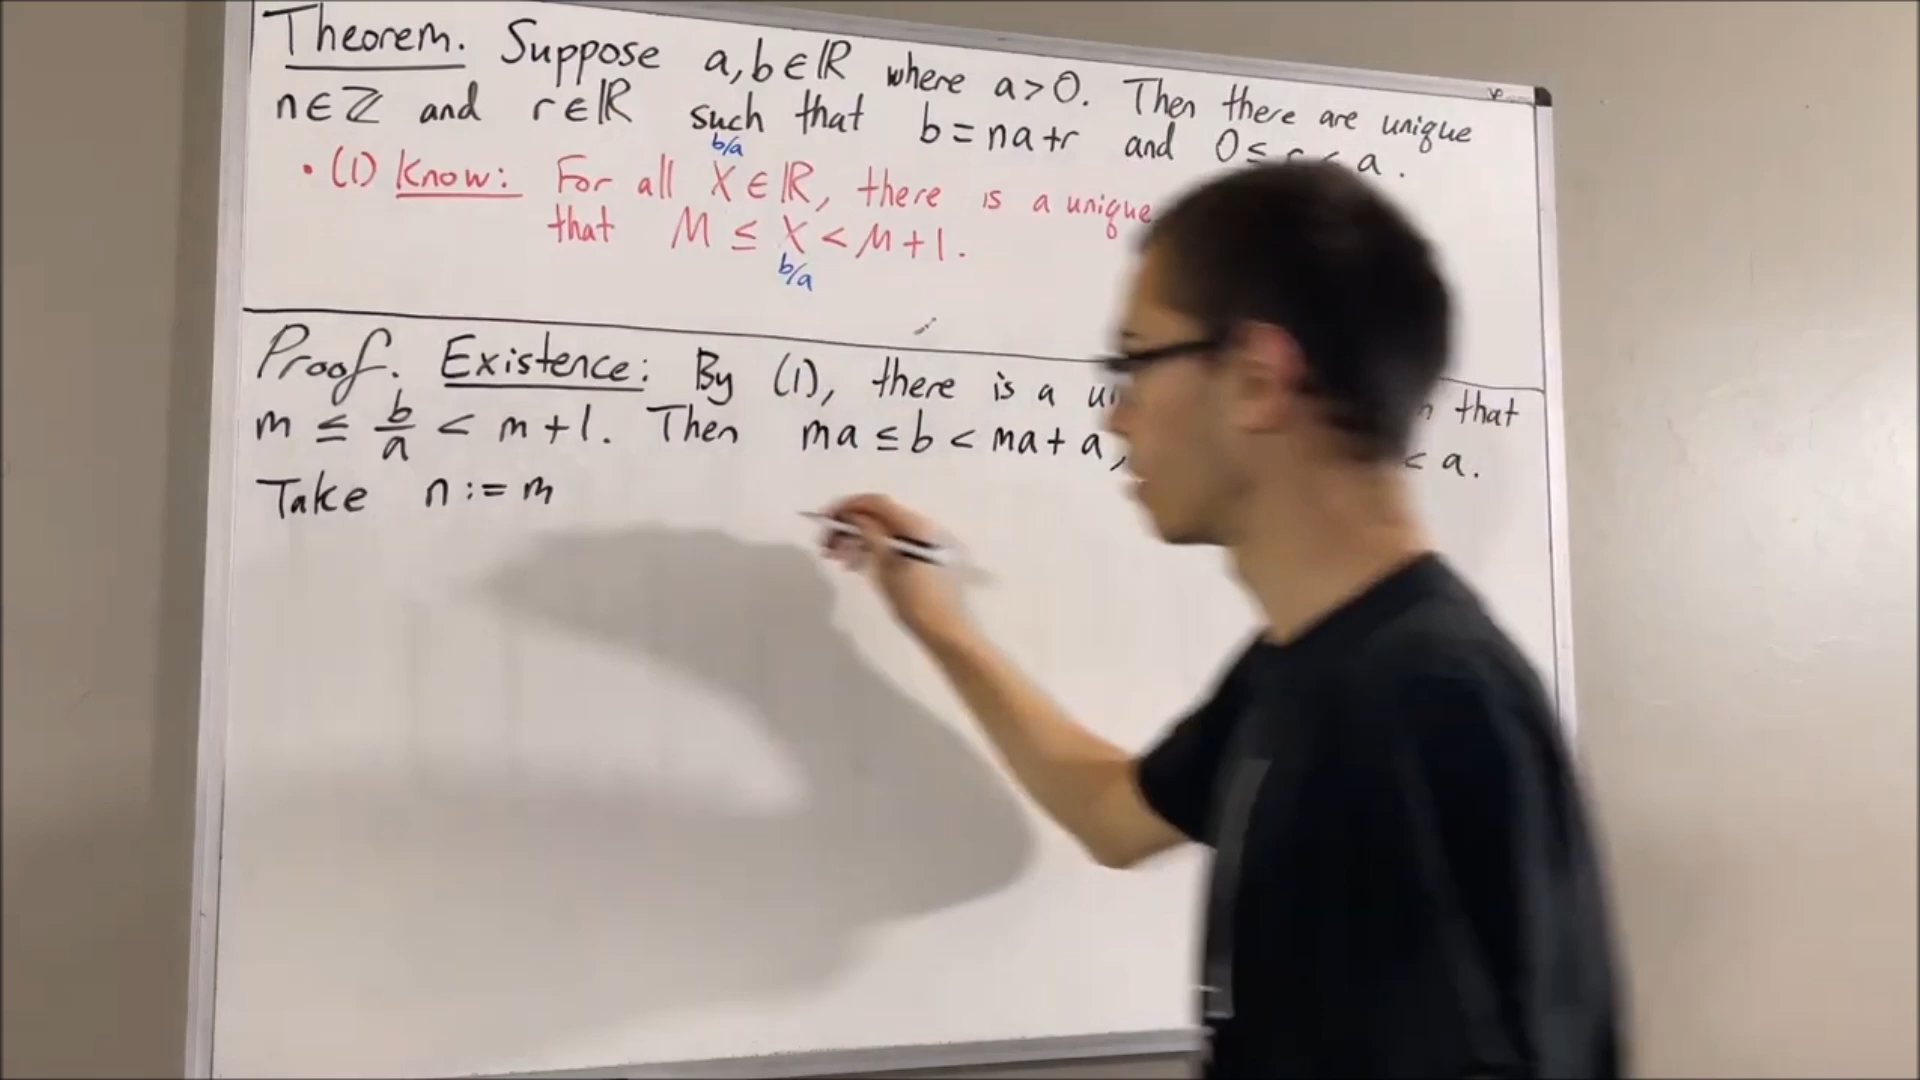 Theorem. Suppose a,b∈ℝ where a>0. Then there are unique
n∈ℤ and r∈ℝ such that b=na+r and 0≤ < a.
b/a
• (1) Know: For all X∈ℝ, there is a unique
that M ≤ X < M+1.
b/a
Proof. Existence: By (1), there is a that
m ≤ b/a < m+1. Then ma ≤ b < ma + a, < a.
Take n := m